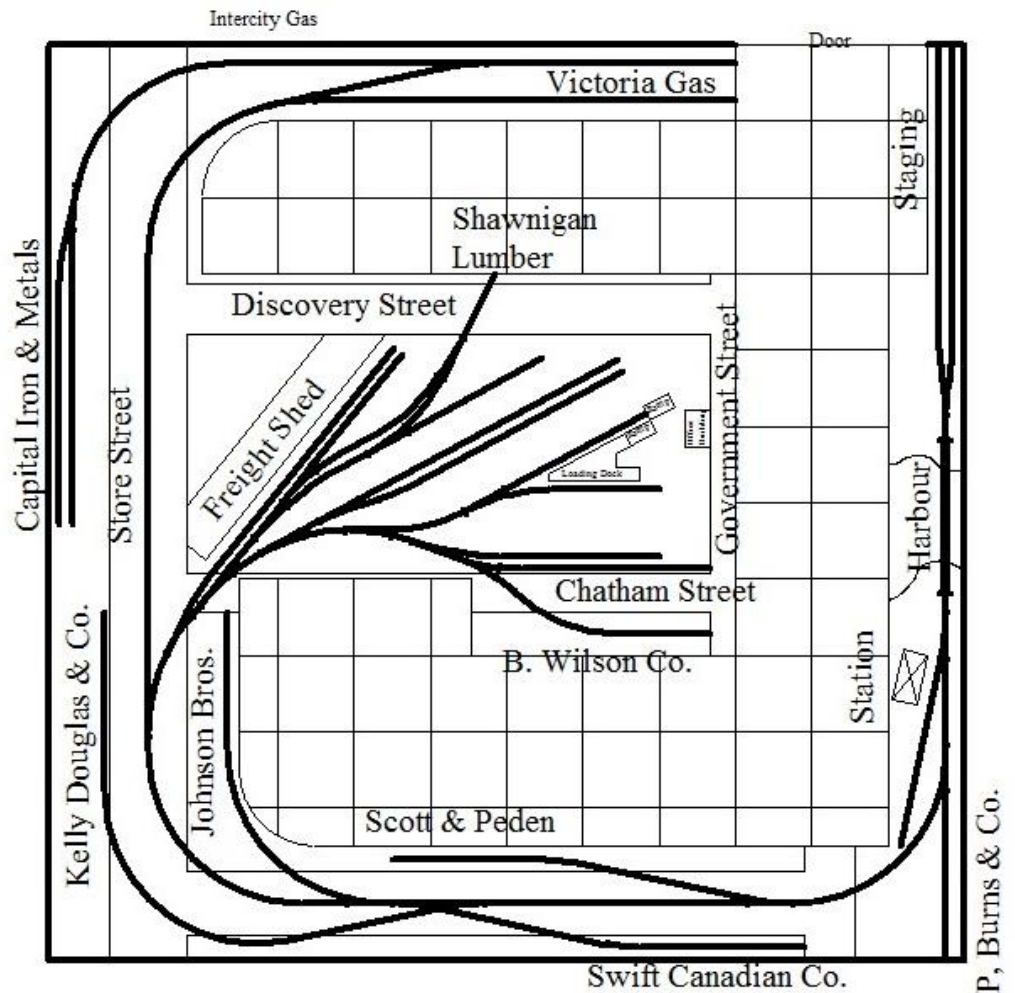 Intercity Gas
Door
Victoria Gas
Staging
Shawnigan
Lumber
Capital Iron & Metals
Discovery Street
Government Street
Store Street
Freight Shed
Loading Dock
Harbour
Chatham Street
Kelly Douglas & Co.
Johnson Bros.
B. Wilson Co.
Station
Scott & Peden
P, Burns & Co.
Swift Canadian Co.